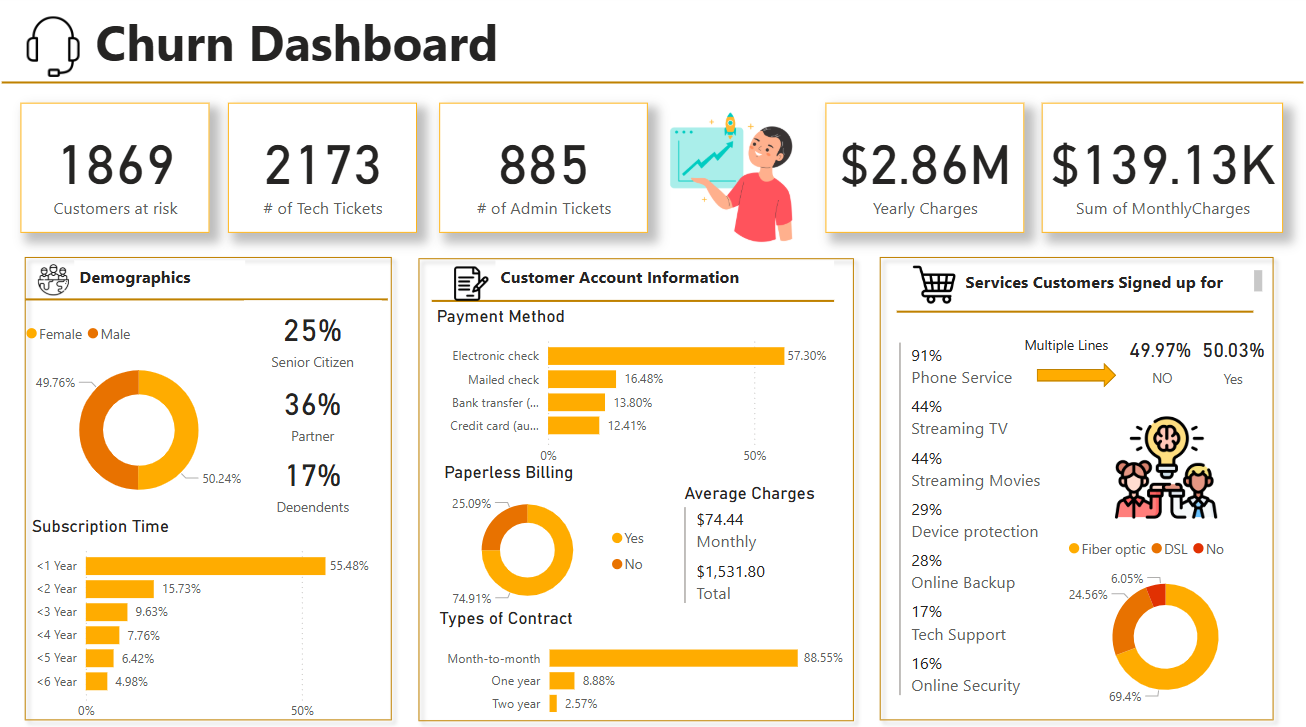 Churn Dashboard
1869
Customers at risk
2173
# of Tech Tickets
885
# of Admin Tickets
$2.86M
Yearly Charges
$139.13K
Sum of MonthlyCharges
Demographics
Female Male
49.76%
50.24%
25%
Senior Citizen
36%
Partner
17%
Dependents
Subscription Time
<1 Year 55.48%
<2 Year 15.73%
<3 Year 9.63%
<4 Year 7.76%
<5 Year 6.42%
<6 Year 4.98%
0% 50%
Customer Account Information
Payment Method
Electronic check 57.30%
Mailed check 16.48%
Bank transfer (... 13.80%
Credit card (au... 12.41%
0% 50%
Paperless Billing
25.09%
74.91%
Yes
No
Average Charges
$74.44
Monthly
$1,531.80
Total
Types of Contract
Month-to-month 88.55%
One year 8.88%
Two year 2.57%
Services Customers Signed up for
91%
Phone Service
44%
Streaming TV
44%
Streaming Movies
29%
Device protection
28%
Online Backup
17%
Tech Support
16%
Online Security
Multiple Lines
49.97% 50.03%
NO Yes
Fiber optic DSL No
6.05%
24.56%
69.4%